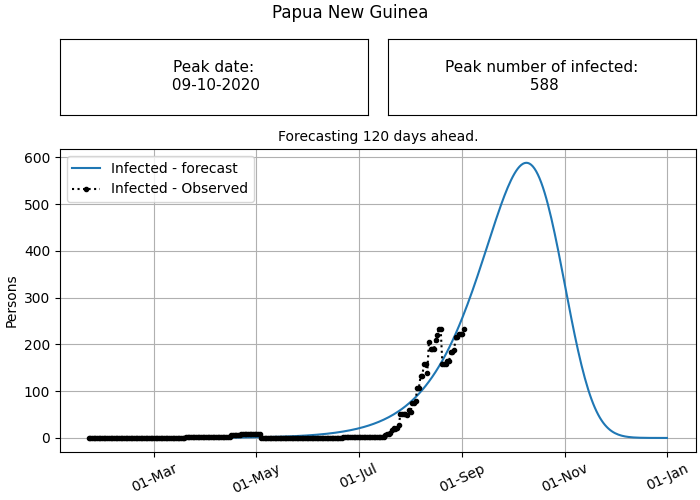 Papua New Guinea
Peak date:
09-10-2020
Peak number of infected:
588
Forecasting 120 days ahead.
Infected - forecast
Infected - Observed
Persons
600
500
400
300
200
100
0
01-Mar
01-May
01-Jul
01-Sep
01-Nov
01-Jan